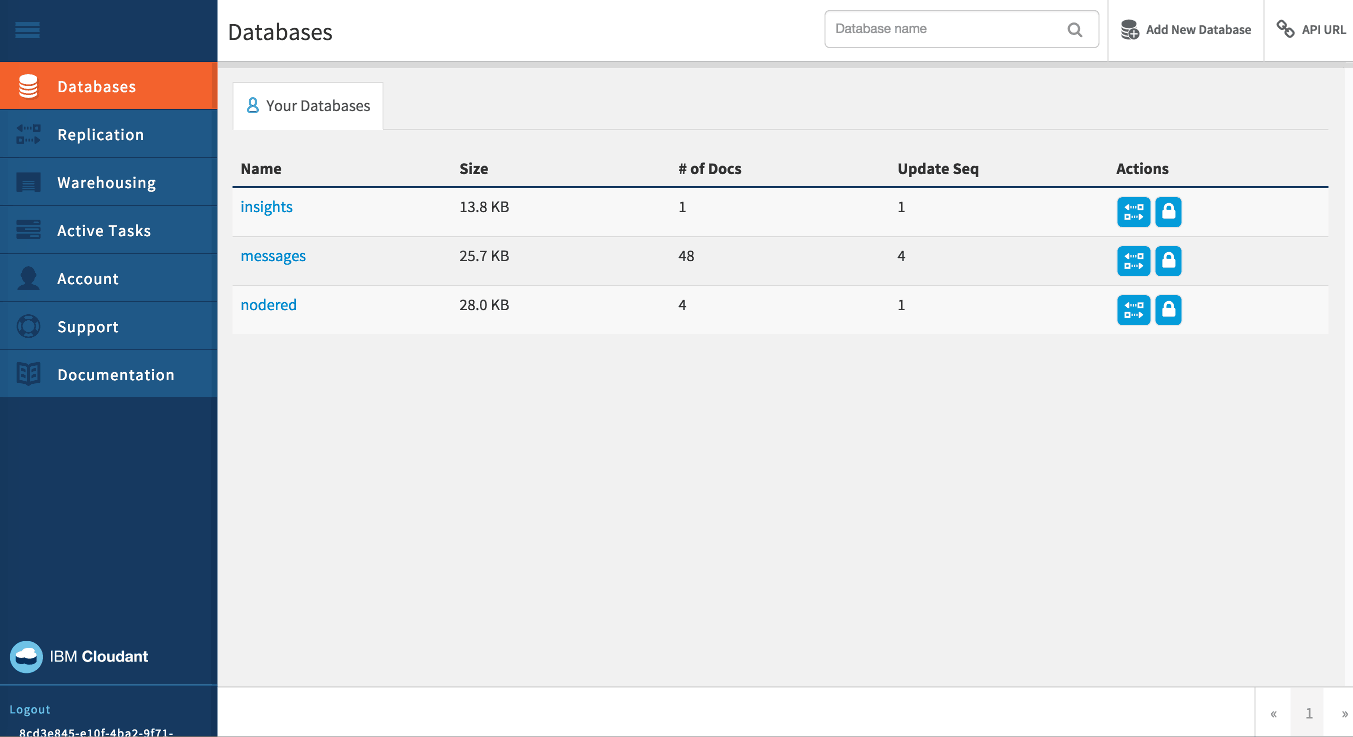 Databases
Database name
Add New Database
API URL
Databases
Replication
Warehousing
Active Tasks
Account
Support
Documentation
Your Databases
Name Size # of Docs Update Seq Actions
insights 13.8 KB 1 1
messages 25.7 KB 48 4
nodered 28.0 KB 4 1
IBM Cloudant
Logout
8cd3e845-e10f-4ba2-9f71-
« 1 »